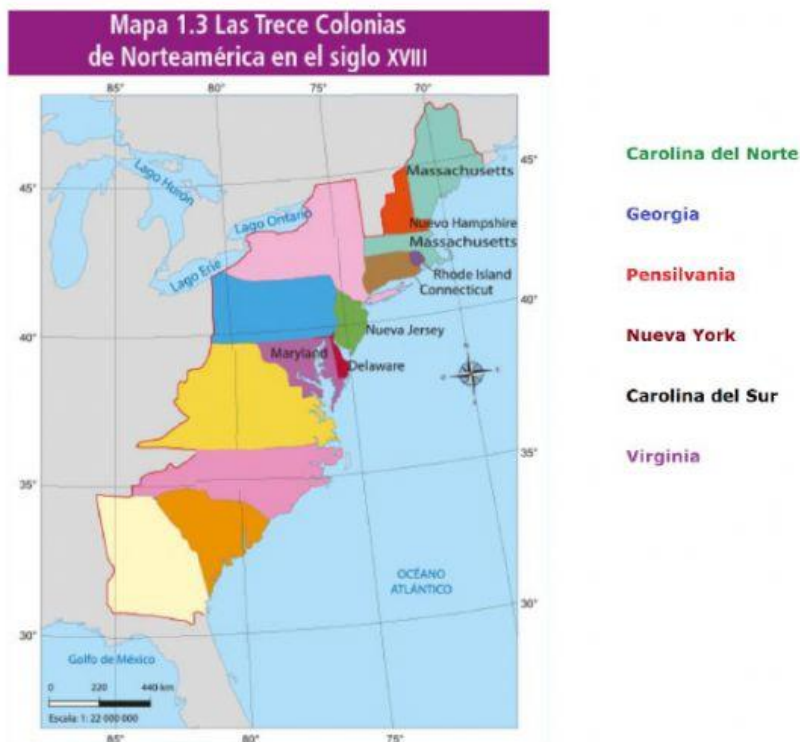 Mapa 1.3 Las Trece Colonias
de Norteamérica en el siglo XVIII
85°
80°
75°
70°
45°
45°
Lago Hurón
Massachusetts
Lago Ontario
Nuevo Hampshire
Massachusetts
Lago Erie
Rhode Island
Connecticut
40°
40°
Nueva Jersey
Maryland
Delaware
35°
35°
OCÉANO
ATLÁNTICO
30°
30°
Golfo de México
0 220 440 km
Escala: 1: 22 000 000
85°
80°
75°
Carolina del Norte
Georgia
Pensilvania
Nueva York
Carolina del Sur
Virginia